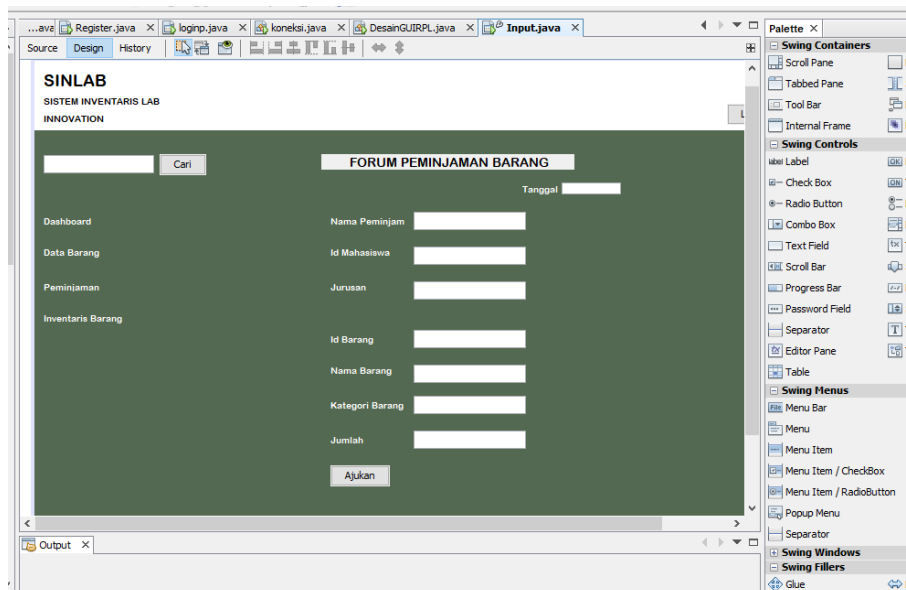 ...ava Register.java loginp.java koneksi.java DesainGUIRPL.java Input.java
Source Design History
SINLAB
SISTEM INVENTARIS LAB
INNOVATION
L
Cari
FORUM PEMINJAMAN BARANG
Tanggal
Dashboard
Nama Peminjam
Data Barang
Id Mahasiswa
Peminjaman
Jurusan
Inventaris Barang
Id Barang
Nama Barang
Kategori Barang
Jumlah
Ajukan
Output
Palette
Swing Containers
Scroll Pane
Tabbed Pane
Tool Bar
Internal Frame
Swing Controls
label Label
OK
Check Box
ON
Radio Button
Combo Box
Text Field
Scroll Bar
Progress Bar
Password Field
Separator
T
Editor Pane
Table
Swing Menus
File Menu Bar
Menu
Menu Item
Menu Item / CheckBox
Menu Item / RadioButton
Popup Menu
Separator
Swing Windows
Swing Fillers
Glue